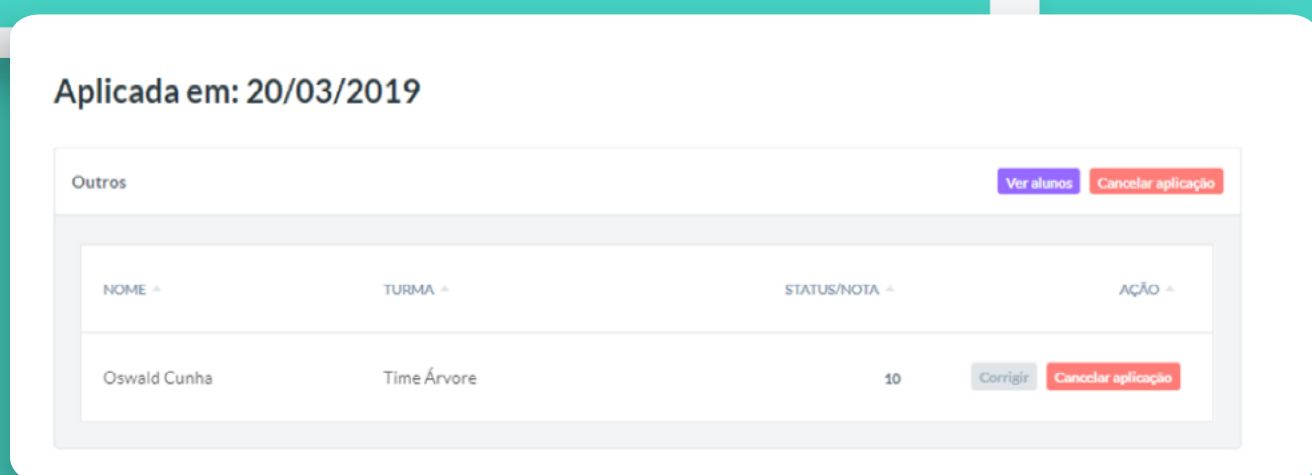 Aplicada em: 20/03/2019
Outros Ver alunos Cancelar aplicação
NOME TURMA STATUS/NOTA AÇÃO
Oswald Cunha Time Árvore 10 Corrigir Cancelar aplicação